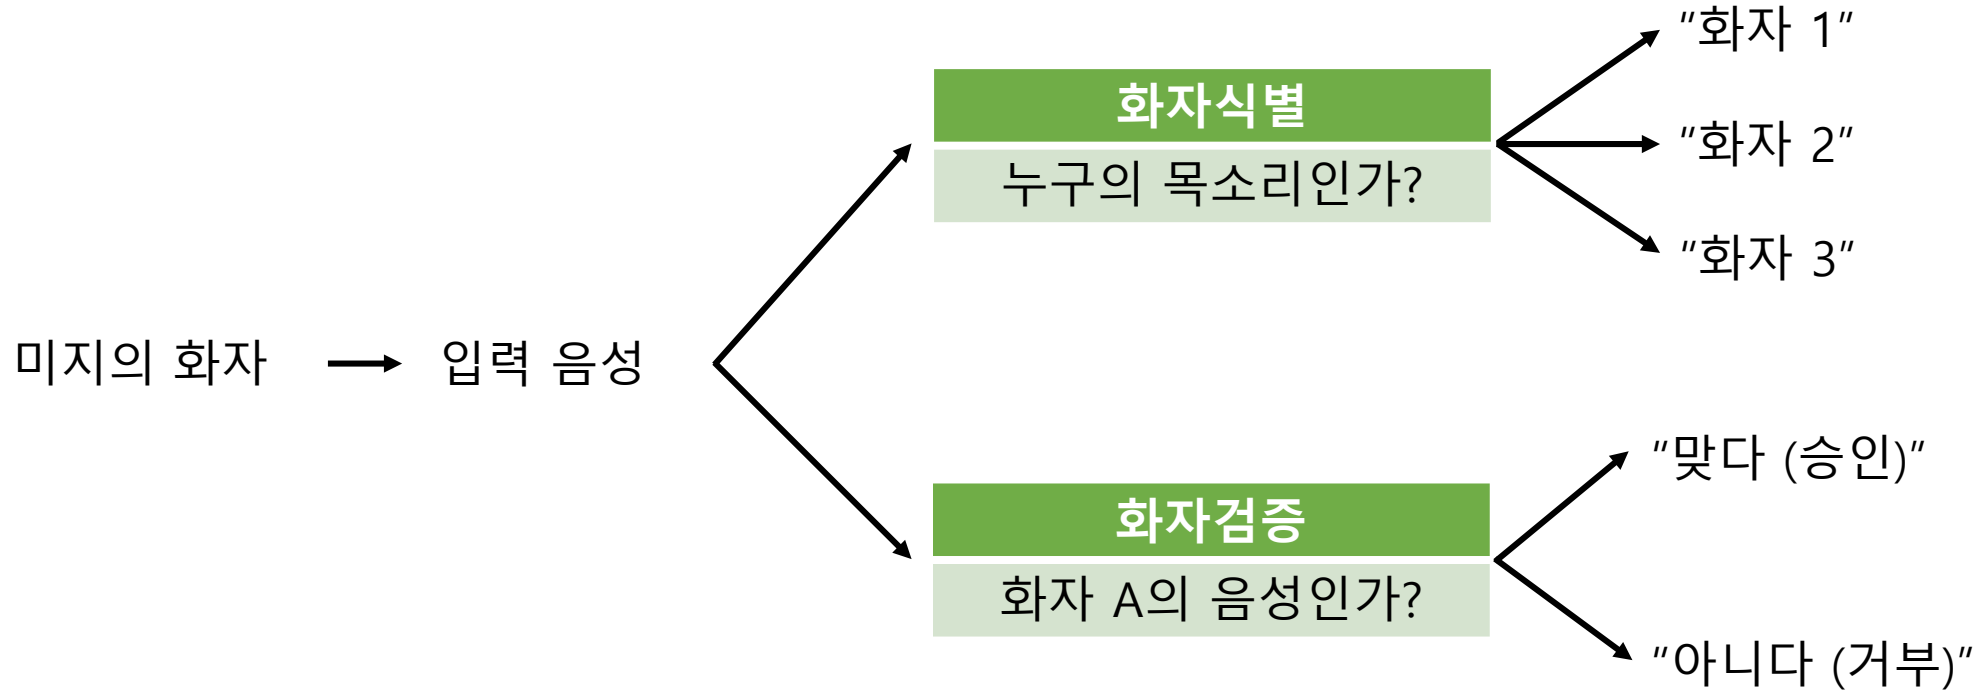 미지의 화자
입력 음성
화자식별
누구의 목소리인가?
"화자 1"
"화자 2"
"화자 3"
화자검증
화자 A의 음성인가?
"맞다 (승인)"
"아니다 (거부)"